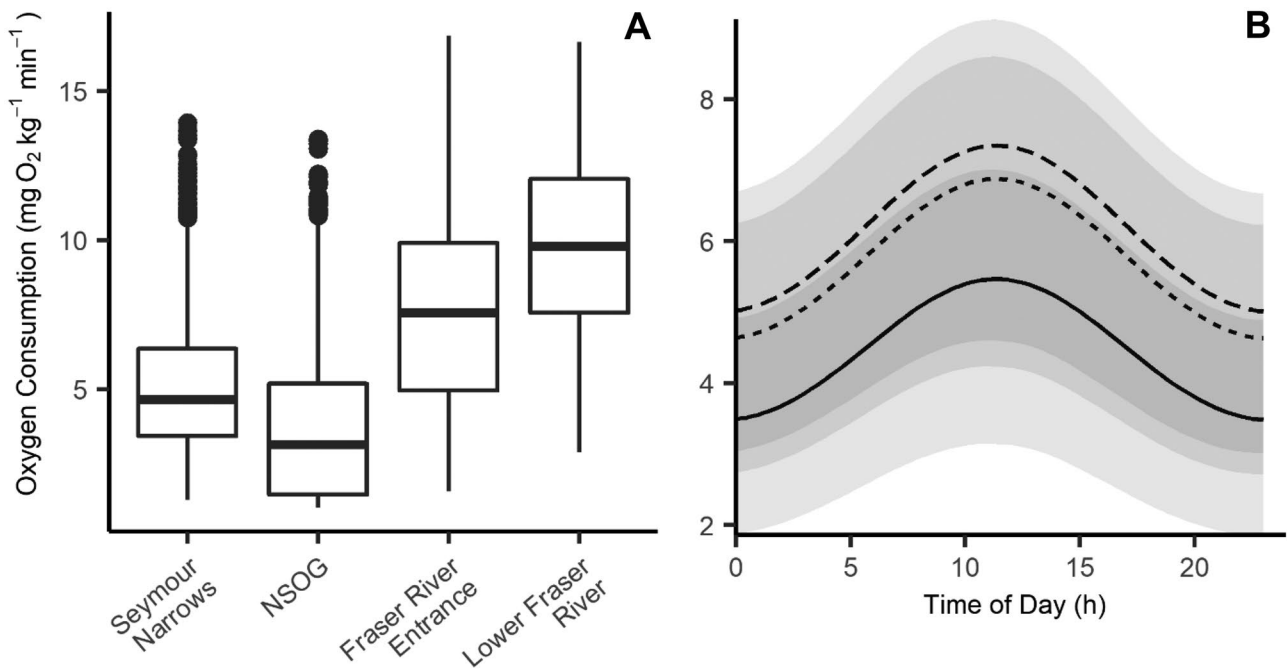 A
Oxygen Consumption (mg O₂ kg⁻¹ min⁻¹)
15
10
5
Seymour
Narrows
NSOG
Fraser River
Entrance
Lower Fraser
River
B
8
6
4
2
0
5
10
15
20
Time of Day (h)